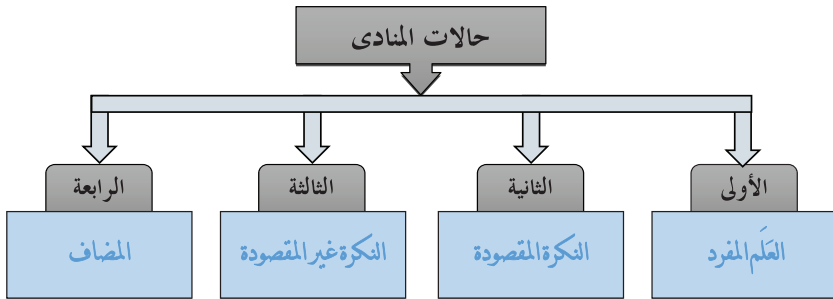 حالات المنادى
الأولى
الثانية
الثالثة
الرابعة
العَلَم المفرد
النكرة المقصودة
النكرة غير المقصودة
المضاف